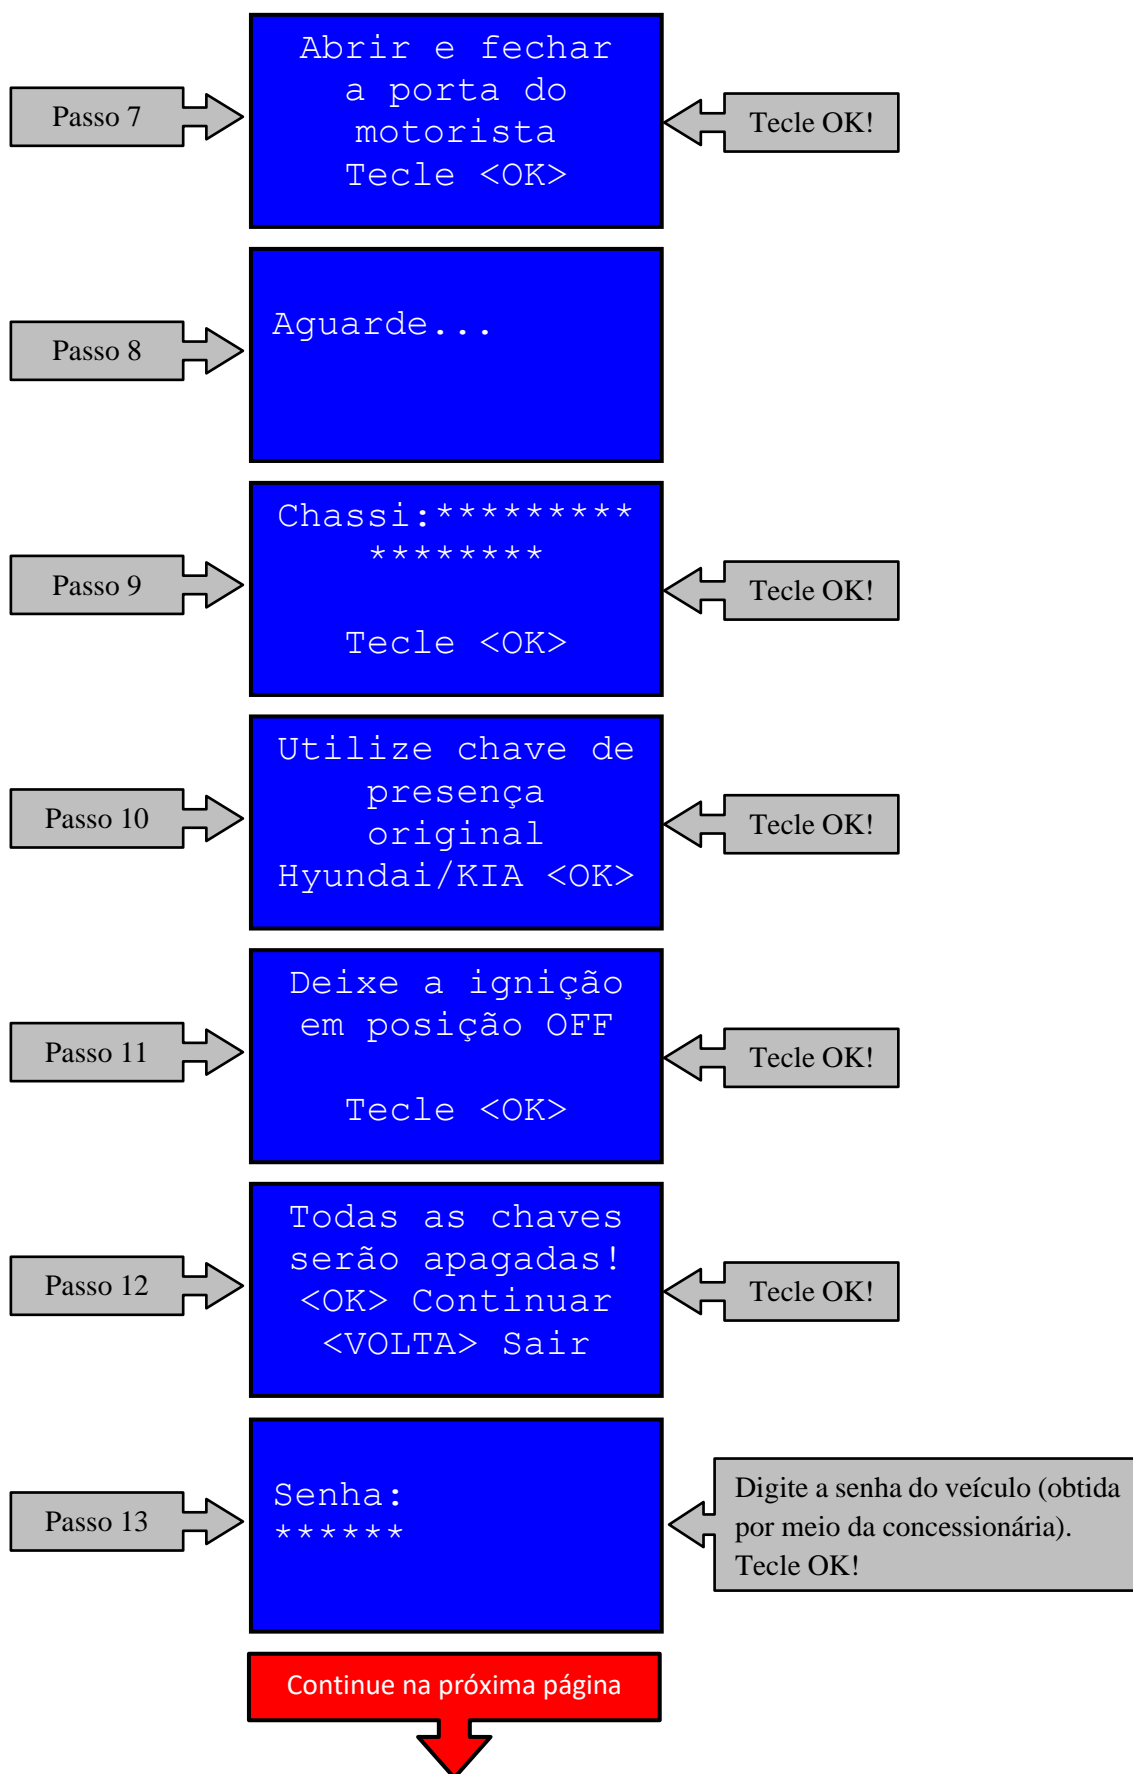 Passo 7
Abrir e fechar
a porta do
motorista
Tecle <OK>
Tecle OK!
Passo 8
Aguarde...
Passo 9
Chassi:*********
********
Tecle <OK>
Tecle OK!
Passo 10
Utilize chave de
presença
original
Hyundai/KIA <OK>
Tecle OK!
Passo 11
Deixe a ignição
em posição OFF
Tecle <OK>
Tecle OK!
Passo 12
Todas as chaves
serão apagadas!
<OK> Continuar
<VOLTA> Sair
Tecle OK!
Passo 13
Senha:
******
Digite a senha do veículo (obtida
por meio da concessionária).
Tecle OK!
Continue na próxima página